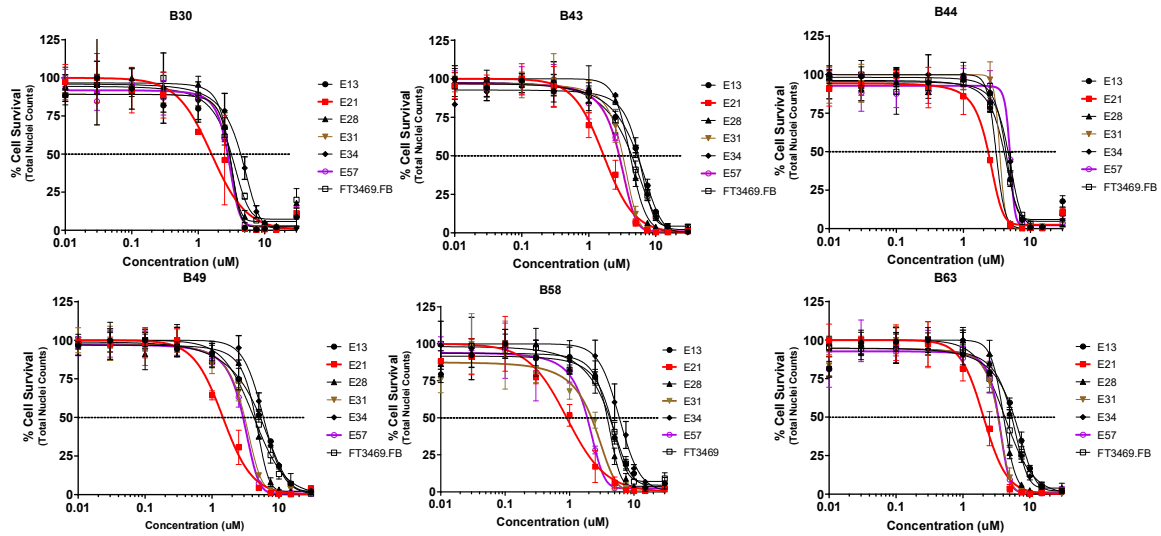 B30
% Cell Survival
(Total Nuclei Counts)
125
100
75
50
25
0
0.01
0.1
1
10
Concentration (uM)
E13
E21
E28
E31
E34
E57
FT3469.FB
B43
% Cell Survival
(Total Nuclei Counts)
125
100
75
50
25
0
0.01
0.1
1
10
Concentration (uM)
E13
E21
E28
E31
E34
E57
FT3469.FB
B44
% Cell Survival
(Total Nuclei Counts)
125
100
75
50
25
0
0.01
0.1
1
10
Concentration (uM)
E13
E21
E28
E31
E34
E57
FT3469.FB
B49
% Cell Survival
(Total Nuclei Counts)
125
100
75
50
25
0
0.01
0.1
1
10
Concentration (uM)
E13
E21
E28
E31
E34
E57
FT3469.FB
B58
% Cell Survival
(Total Nuclei Counts)
125
100
75
50
25
0
0.01
0.1
1
10
Concentration (uM)
E13
E21
E28
E31
E34
E57
FT3469
B63
% Cell Survival
(Total Nuclei Counts)
125
100
75
50
25
0
0.01
0.1
1
10
Concentration (uM)
E13
E21
E28
E31
E34
E57
FT3469.FB